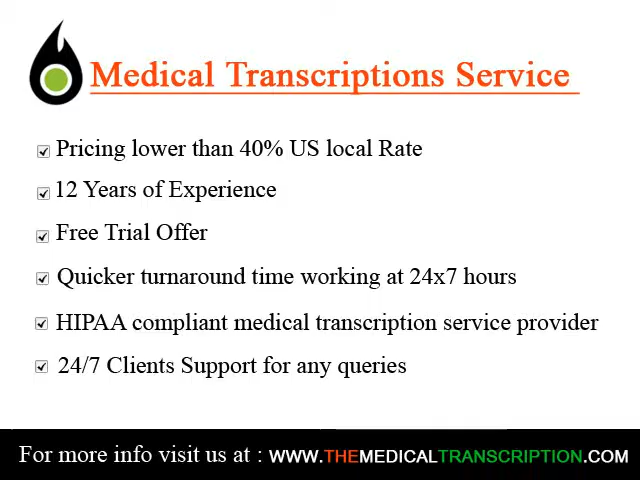 Medical Transcriptions Service
Pricing lower than 40% US local Rate
12 Years of Experience
Free Trial Offer
Quicker turnaround time working at 24x7 hours
HIPAA compliant medical transcription service provider
24/7 Clients Support for any queries
For more info visit us at : WWW.THEMEDICALTRANSCRIPTION.COM